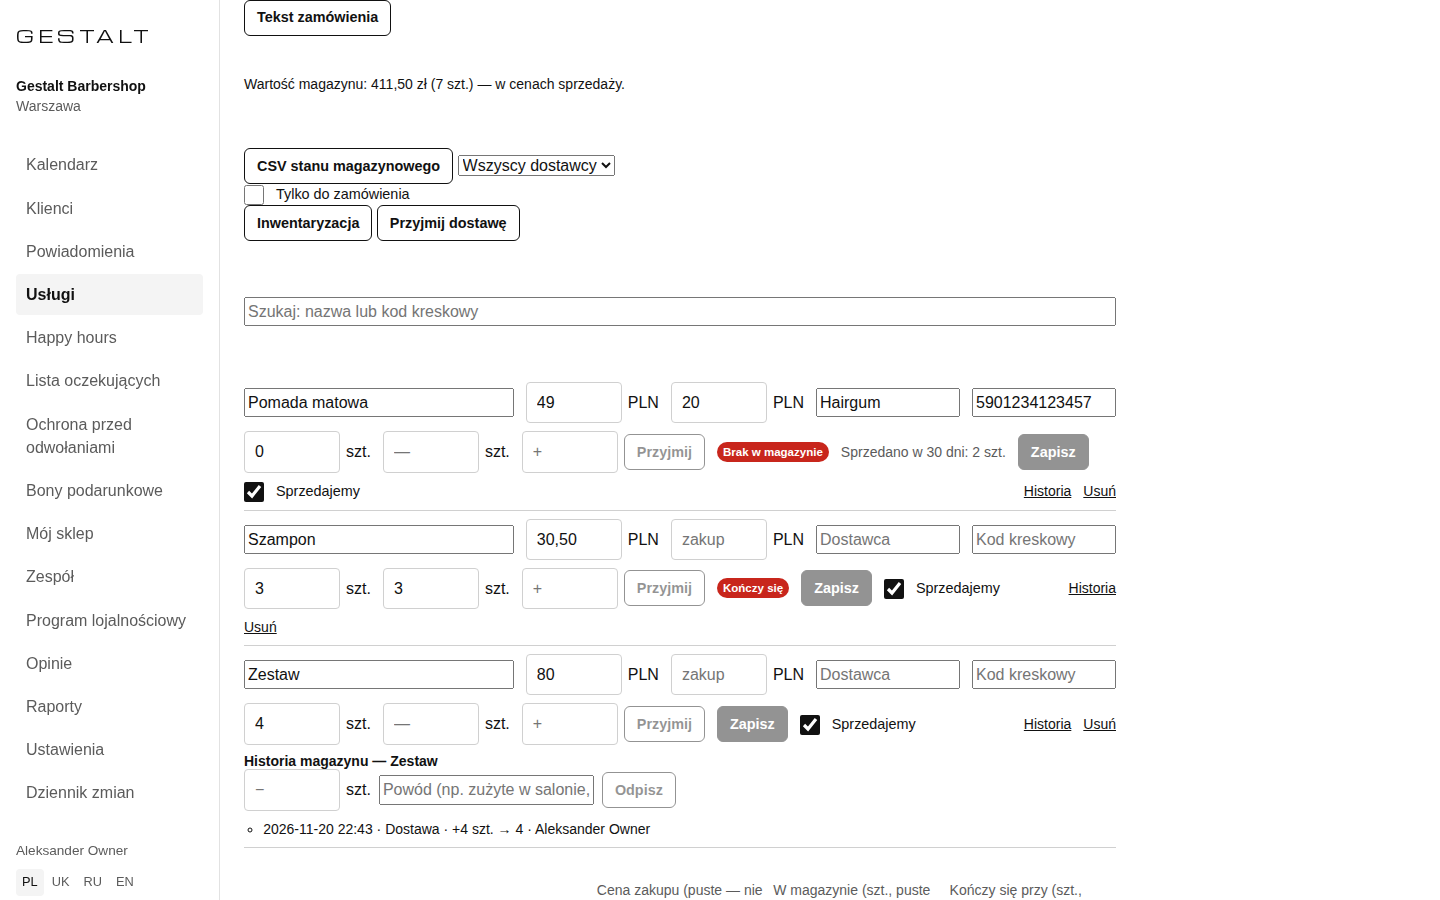 GESTALT
Gestalt Barbershop
Warszawa
Kalendarz
Klienci
Powiadomienia
Usługi
Happy hours
Lista oczekujących
Ochrona przed
odwołaniami
Bony podarunkowe
Mój sklep
Zespół
Program lojalnościowy
Opinie
Raporty
Ustawienia
Dziennik zmian
Aleksander Owner
PL UK RU EN
Tekst zamówienia
Wartość magazynu: 411,50 zł (7 szt.) — w cenach sprzedaży.
CSV stanu magazynowego Wszyscy dostawcy
Tylko do zamówienia
Inwentaryzacja Przyjmij dostawę
Szukaj: nazwa lub kod kreskowy
Pomada matowa 49 PLN 20 PLN Hairgum 5901234123457
0 szt. — szt. + Przyjmij Brak w magazynie Sprzedano w 30 dni: 2 szt. Zapisz
Sprzedajemy Historia Usuń
Szampon 30,50 PLN zakup PLN Dostawca Kod kreskowy
3 szt. 3 szt. + Przyjmij Kończy się Zapisz Sprzedajemy Historia
Usuń
Zestaw 80 PLN zakup PLN Dostawca Kod kreskowy
4 szt. — szt. + Przyjmij Zapisz Sprzedajemy Historia Usuń
Historia magazynu — Zestaw
− szt. Powód (np. zużyte w salonie, Odpisz
◦ 2026-11-20 22:43 · Dostawa · +4 szt. → 4 · Aleksander Owner
Cena zakupu (puste — nie W magazynie (szt., puste Kończy się przy (szt.,